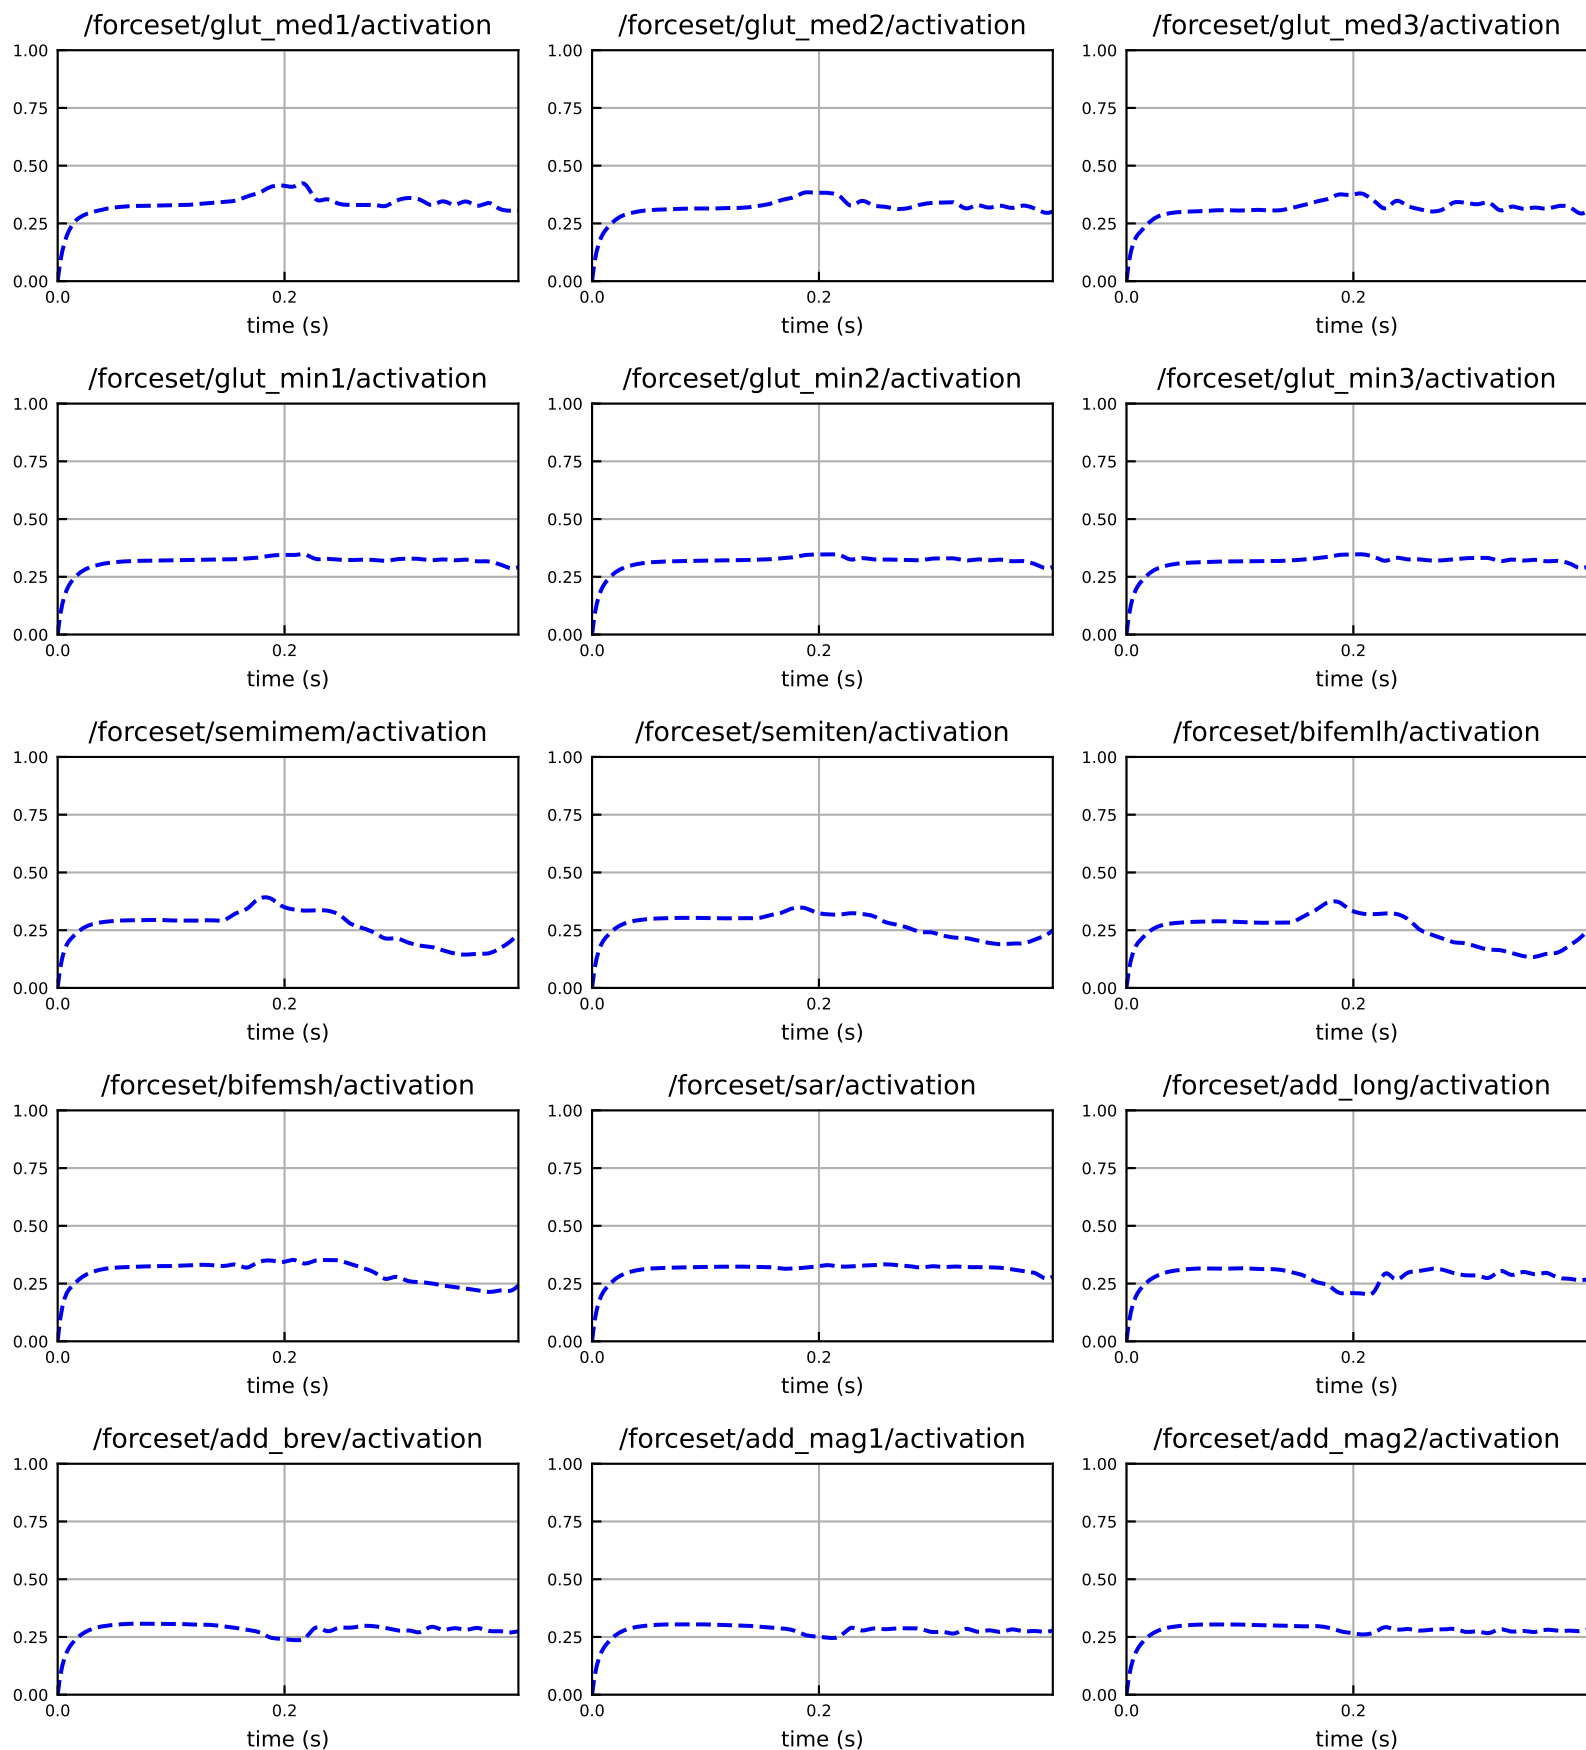 /forceset/glut_med1/activation /forceset/glut_med2/activation /forceset/glut_med3/activation
1.00 1.00 1.00
0.75 0.75 0.75
0.50 0.50 0.50
0.25 0.25 0.25
0.00 0.00 0.00
0.0 0.2 0.0 0.2 0.0 0.2
time (s) time (s) time (s)
/forceset/glut_min1/activation /forceset/glut_min2/activation /forceset/glut_min3/activation
1.00 1.00 1.00
0.75 0.75 0.75
0.50 0.50 0.50
0.25 0.25 0.25
0.00 0.00 0.00
0.0 0.2 0.0 0.2 0.0 0.2
time (s) time (s) time (s)
/forceset/semimem/activation /forceset/semiten/activation /forceset/bifemlh/activation
1.00 1.00 1.00
0.75 0.75 0.75
0.50 0.50 0.50
0.25 0.25 0.25
0.00 0.00 0.00
0.0 0.2 0.0 0.2 0.0 0.2
time (s) time (s) time (s)
/forceset/bifemsh/activation /forceset/sar/activation /forceset/add_long/activation
1.00 1.00 1.00
0.75 0.75 0.75
0.50 0.50 0.50
0.25 0.25 0.25
0.00 0.00 0.00
0.0 0.2 0.0 0.2 0.0 0.2
time (s) time (s) time (s)
/forceset/add_brev/activation /forceset/add_mag1/activation /forceset/add_mag2/activation
1.00 1.00 1.00
0.75 0.75 0.75
0.50 0.50 0.50
0.25 0.25 0.25
0.00 0.00 0.00
0.0 0.2 0.0 0.2 0.0 0.2
time (s) time (s) time (s)